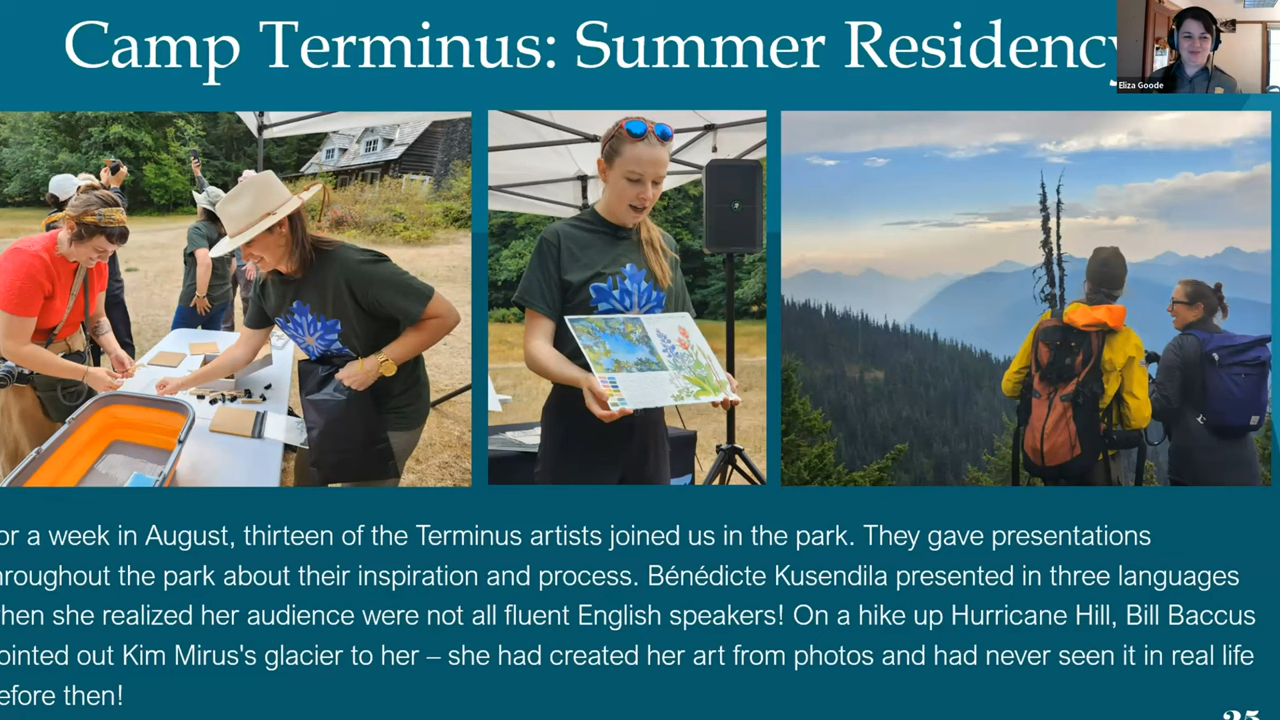 Camp Terminus: Summer Residency
Eliza Goode
or a week in August, thirteen of the Terminus artists joined us in the park. They gave presentations
hroughout the park about their inspiration and process. Bénédicte Kusendila presented in three languages
hen she realized her audience were not all fluent English speakers! On a hike up Hurricane Hill, Bill Baccus
ointed out Kim Mirus's glacier to her – she had created her art from photos and had never seen it in real life
efore then!
25